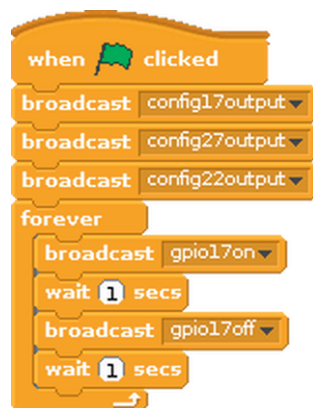 when clicked
broadcast config17output
broadcast config27output
broadcast config22output
forever
broadcast gpio17on
wait 1 secs
broadcast gpio17off
wait 1 secs